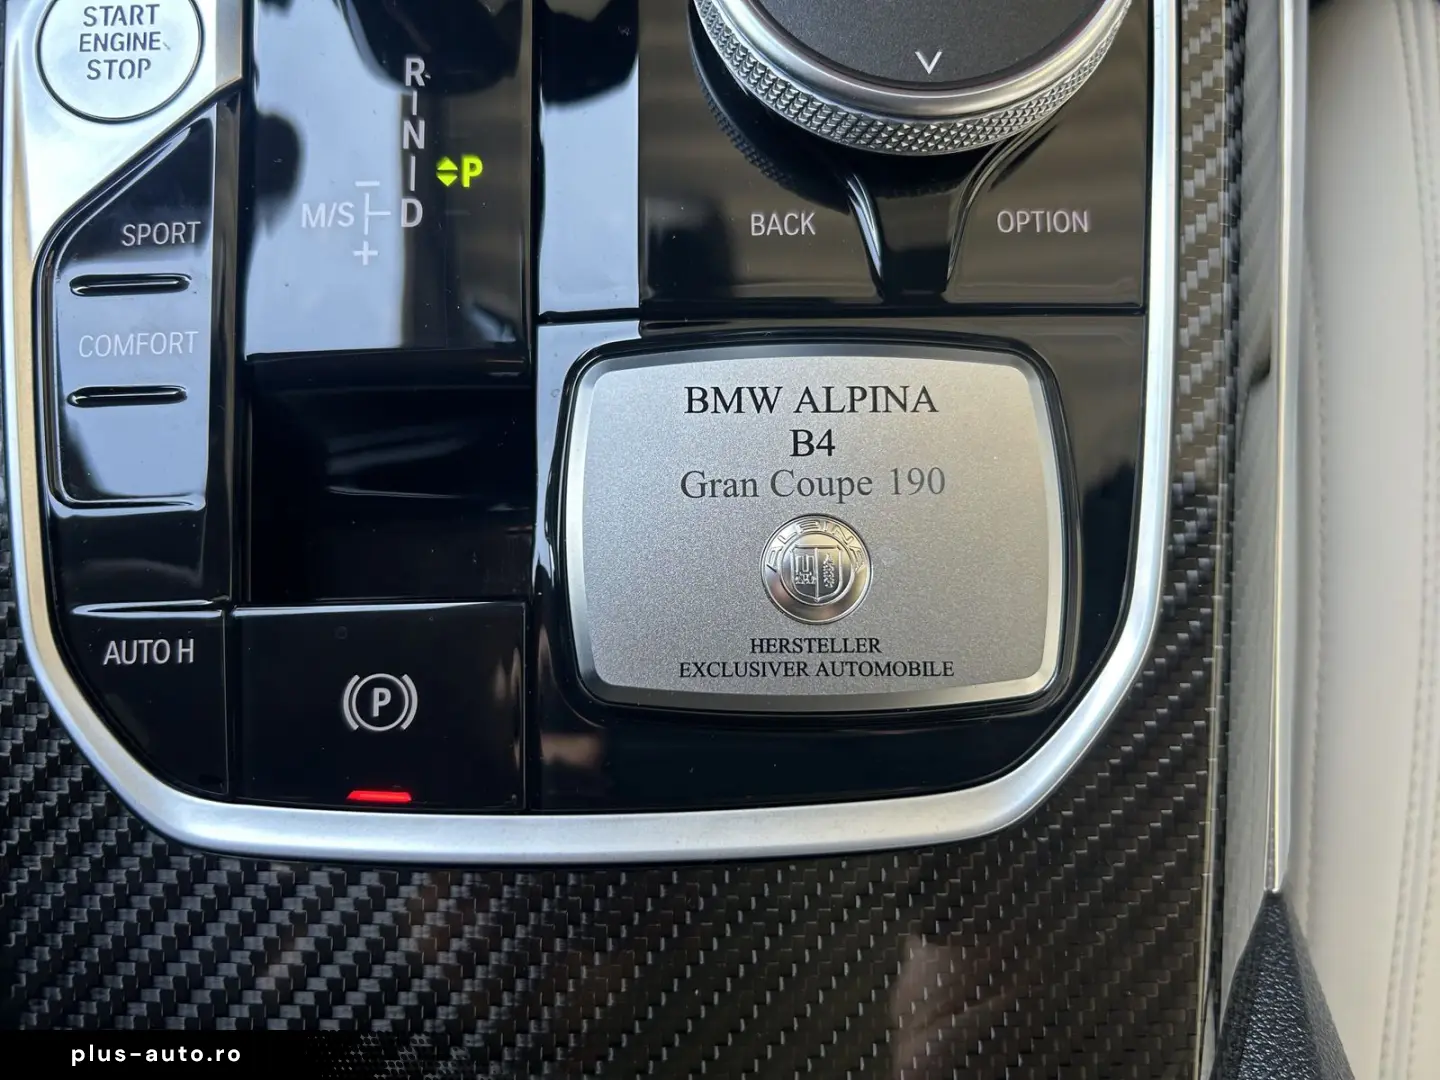 START
ENGINE
STOP
R
N
P
M/S
D
−
+
SPORT
COMFORT
BACK
OPTION
BMW ALPINA
B4
Gran Coupe 190
ALPINA
HERSTELLER
EXCLUSIVER AUTOMOBILE
AUTO H
P
plus-auto.ro